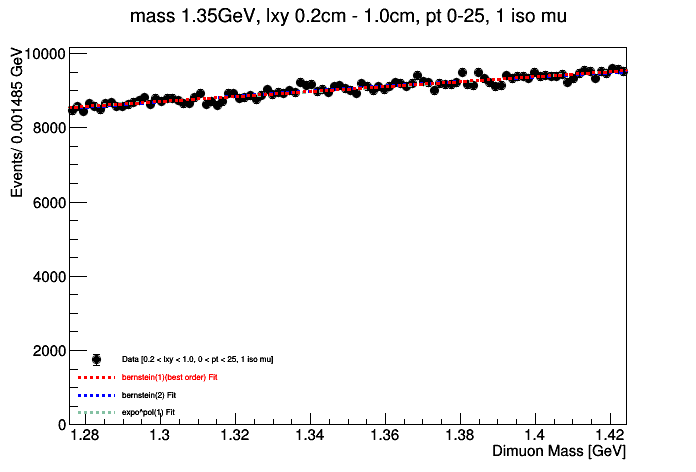 mass 1.35GeV, lxy 0.2cm - 1.0cm, pt 0-25, 1 iso mu
Events/ 0.001485 GeV
10000
8000
6000
4000
2000
0
Data [0.2 < lxy < 1.0, 0 < pt < 25, 1 iso mu]
bernstein(1)(best order) Fit
bernstein(2) Fit
expo*pol(1) Fit
1.28 1.3 1.32 1.34 1.36 1.38 1.4 1.42
Dimuon Mass [GeV]